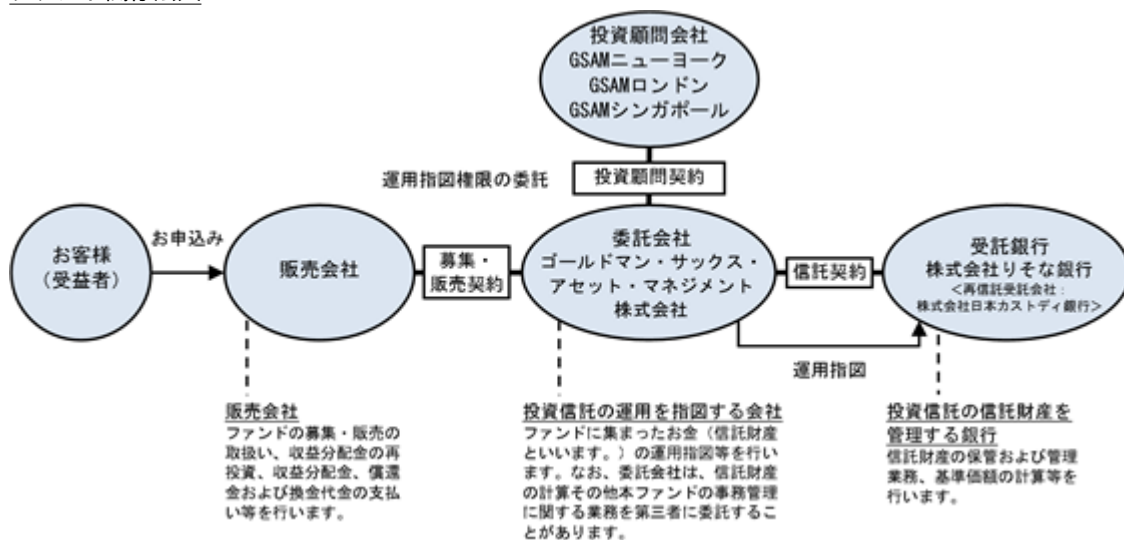 投資顧問会社
GSAMニューヨーク
GSAMロンドン
GSAMシンガポール
運用指図権限の委託
投資顧問契約
お客様
(受益者)
お申込み
販売会社
募集・
販売契約
委託会社
ゴールドマン・サックス・
アセット・マネジメント
株式会社
信託契約
受託銀行
株式会社りそな銀行
<再信託受託会社:
株式会社日本カストディ銀行>
運用指図
販売会社
ファンドの募集・販売の
取扱い、収益分配金の再
投資、収益分配金、償還
金および換金代金の支払
い等を行います。
投資信託の運用を指図する会社
ファンドに集まったお金（信託財産
といいます。）の運用指図等を行い
ます。なお、委託会社は、信託財産
の計算その他本ファンドの事務管理
に関する業務を第三者に委託するこ
とがあります。
投資信託の信託財産を
管理する銀行
信託財産の保管および管理
業務、基準価額の計算等を
行います。